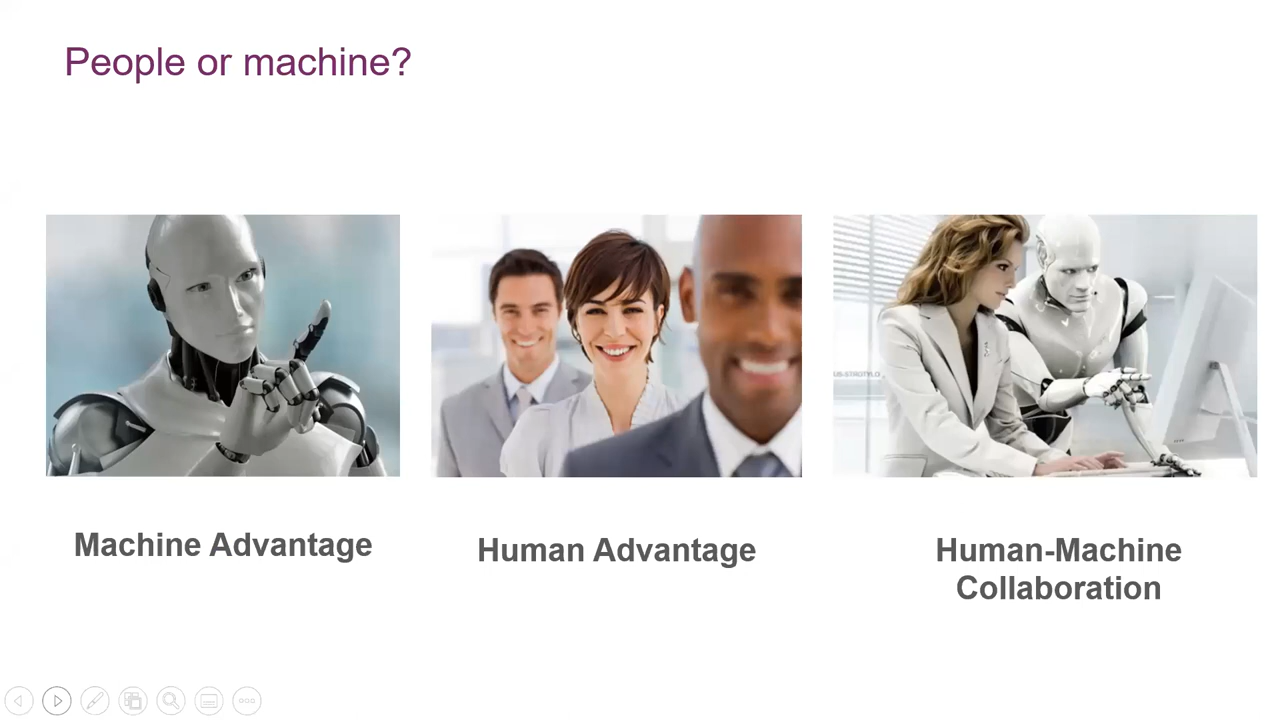 People or machine?
Machine Advantage
Human Advantage
Human-Machine
Collaboration